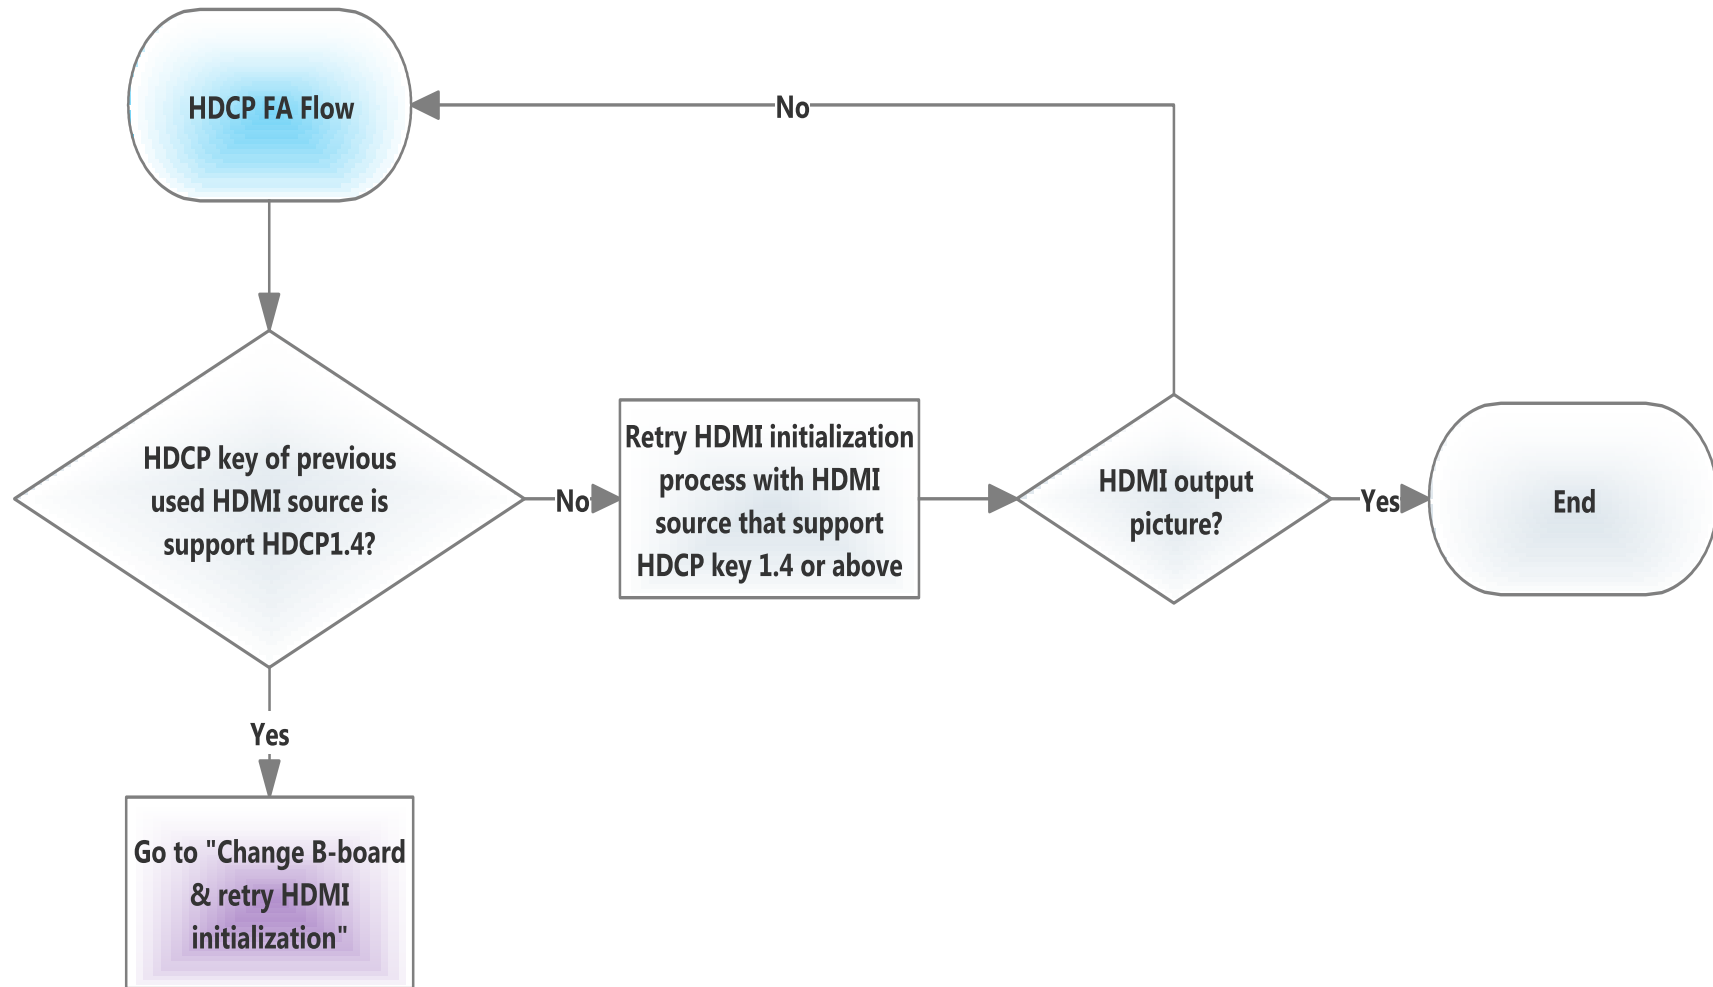 HDCP FA Flow
No
HDCP key of previous
used HDMI source is
support HDCP1.4?
No
Retry HDMI initialization
process with HDMI
source that support
HDCP key 1.4 or above
HDMI output
picture?
Yes
End
Yes
Go to "Change B-board
& retry HDMI
initialization"